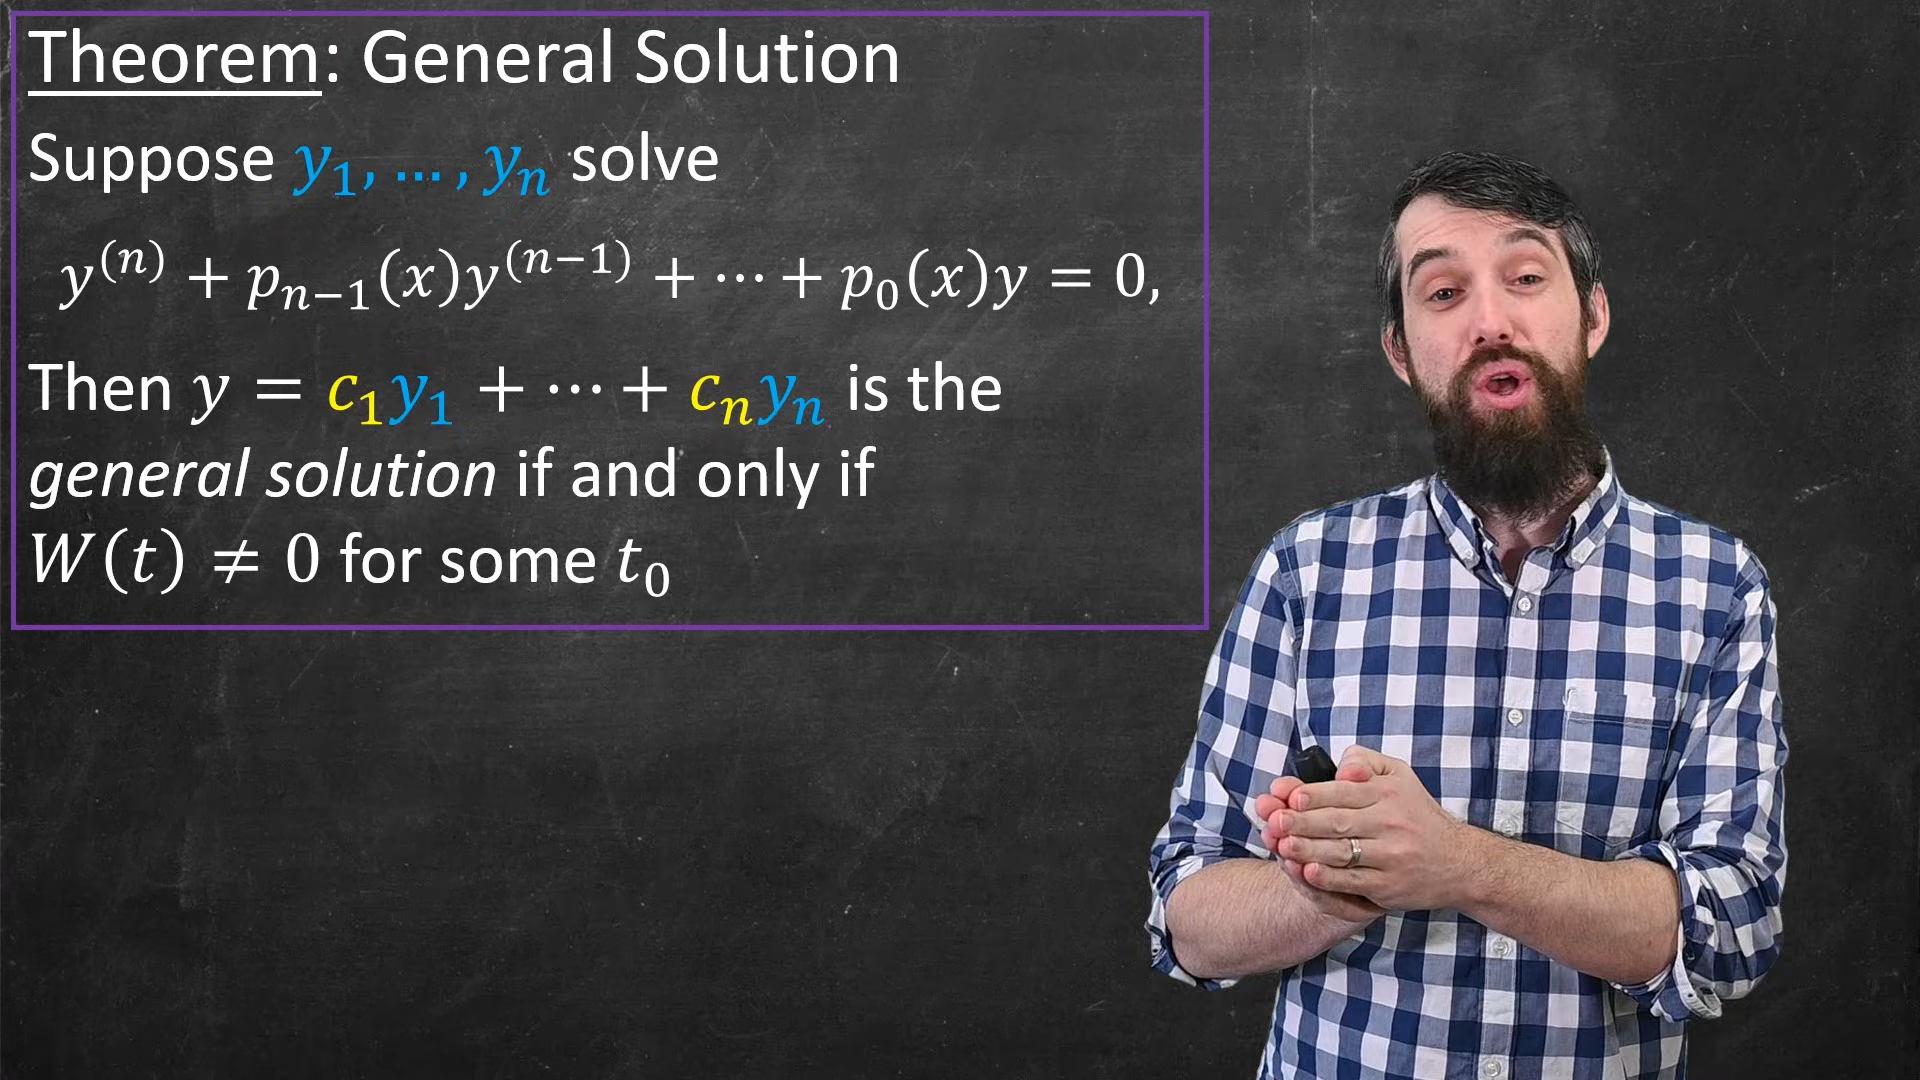 Theorem: General Solution
Suppose y₁, … , yₙ solve
y⁽ⁿ⁾ + pₙ₋₁(x)y⁽ⁿ⁻¹⁾ + ⋯ + p₀(x)y = 0,
Then y = c₁y₁ + ⋯ + cₙyₙ is the
general solution if and only if
W(t) ≠ 0 for some t₀